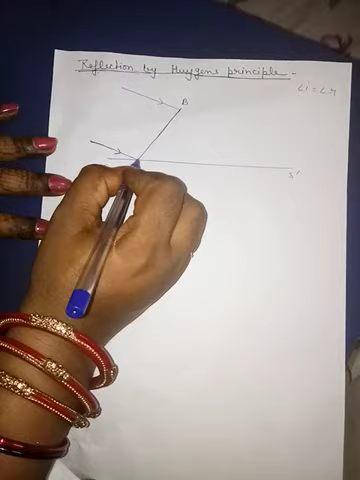 Reflection by Huygens principle-
∠i = ∠r
B
S'